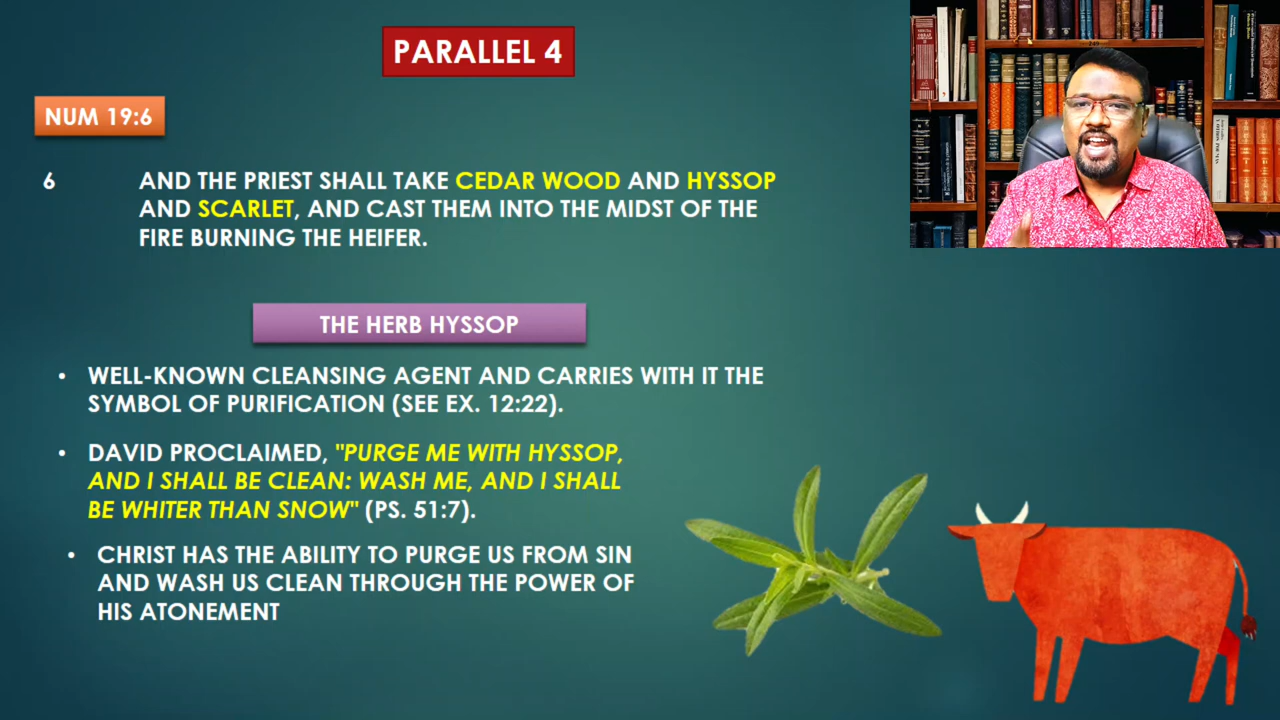 PARALLEL 4
NUM 19:6
6 AND THE PRIEST SHALL TAKE CEDAR WOOD AND HYSSOP
AND SCARLET, AND CAST THEM INTO THE MIDST OF THE
FIRE BURNING THE HEIFER.
THE HERB HYSSOP
• WELL-KNOWN CLEANSING AGENT AND CARRIES WITH IT THE
SYMBOL OF PURIFICATION (SEE EX. 12:22).
• DAVID PROCLAIMED, "PURGE ME WITH HYSSOP,
AND I SHALL BE CLEAN: WASH ME, AND I SHALL
BE WHITER THAN SNOW" (PS. 51:7).
• CHRIST HAS THE ABILITY TO PURGE US FROM SIN
AND WASH US CLEAN THROUGH THE POWER OF
HIS ATONEMENT